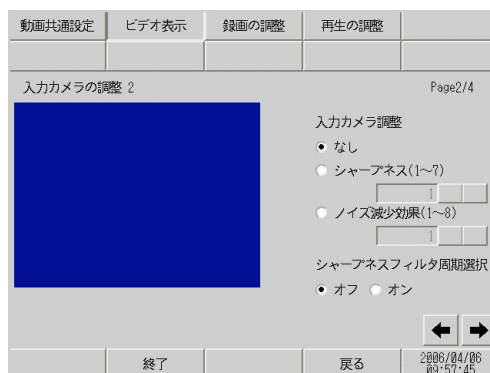 動画共通設定 ビデオ表示 録画の調整 再生の調整
入力カメラの調整 2 Page2/4
入力カメラ調整
なし
シャープネス(1～7)
1
ノイズ減少効果(1～8)
1
シャープネスフィルタ周期選択
オフ オン
終了 戻る 2006/04/06
09:57:45